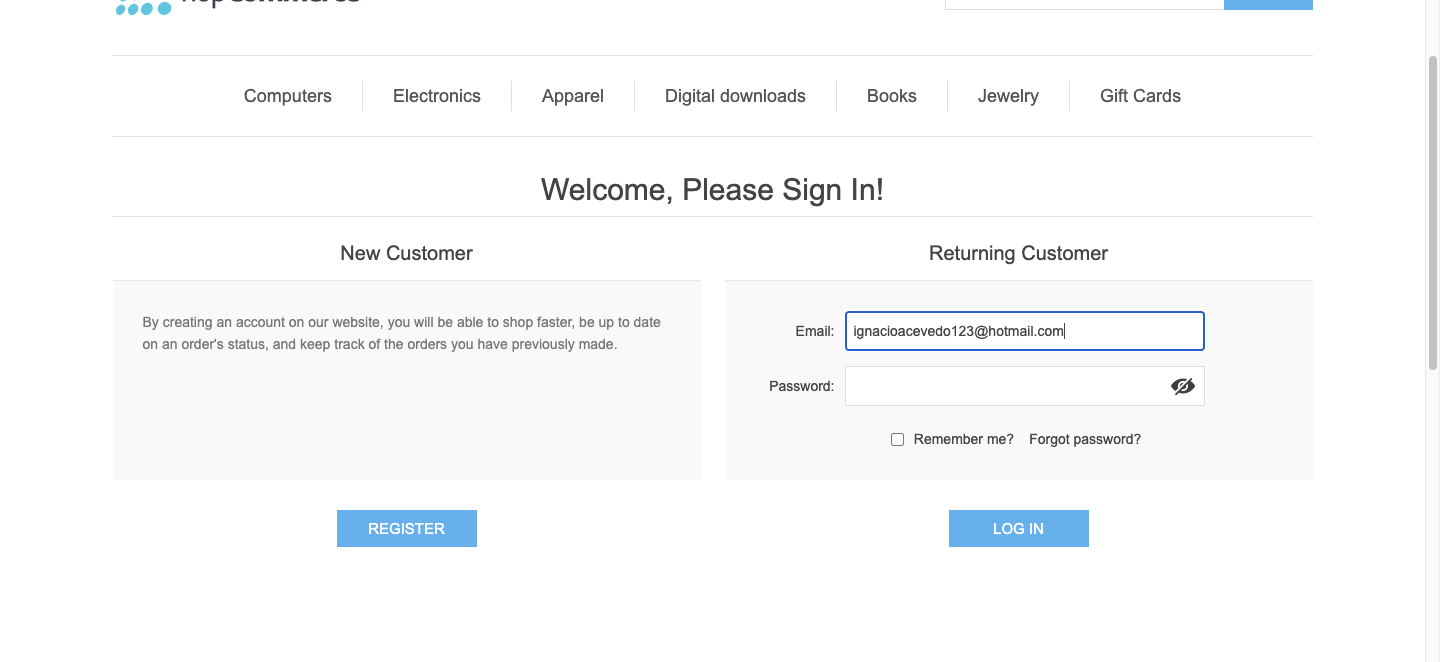 Computers
Electronics
Apparel
Digital downloads
Books
Jewelry
Gift Cards
Welcome, Please Sign In!
New Customer
By creating an account on our website, you will be able to shop faster, be up to date
on an order's status, and keep track of the orders you have previously made.
REGISTER
Returning Customer
Email:
ignacioacevedo123@hotmail.com
Password:
Remember me?
Forgot password?
LOG IN